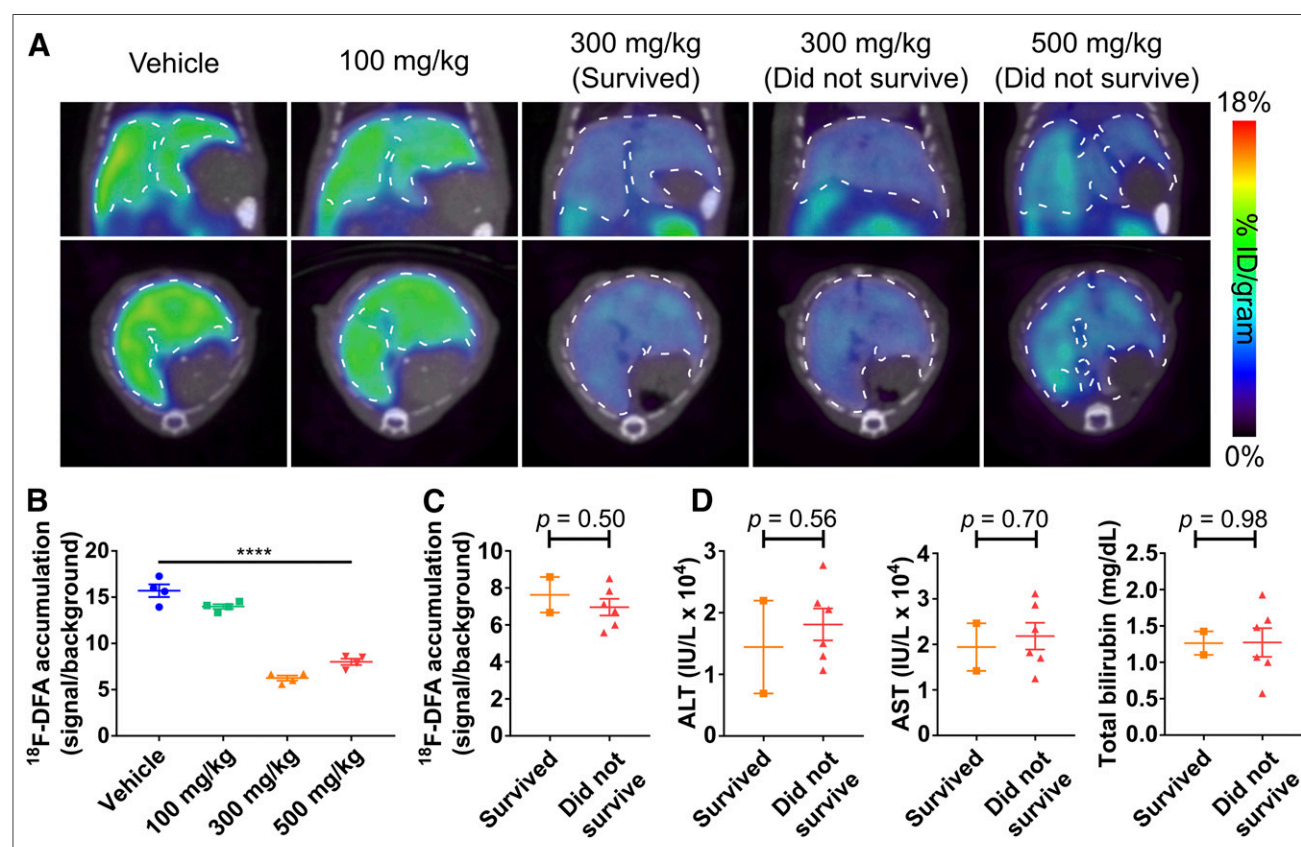 A
Vehicle
100 mg/kg
300 mg/kg
(Survived)
300 mg/kg
(Did not survive)
500 mg/kg
(Did not survive)
18%
% ID/gram
0%
B
18F-DFA accumulation
(signal/background)
20
15
10
5
0
****
Vehicle
100 mg/kg
300 mg/kg
500 mg/kg
C
18F-DFA accumulation
(signal/background)
p = 0.50
10
8
6
4
2
0
Survived
Did not
survive
D
p = 0.56
ALT (IU/L x 10⁴)
3
2
1
0
Survived
Did not
survive
p = 0.70
AST (IU/L x 10⁴)
4
3
2
1
0
Survived
Did not
survive
p = 0.98
Total bilirubin (mg/dL)
2.5
2.0
1.5
1.0
0.5
0.0
Survived
Did not
survive